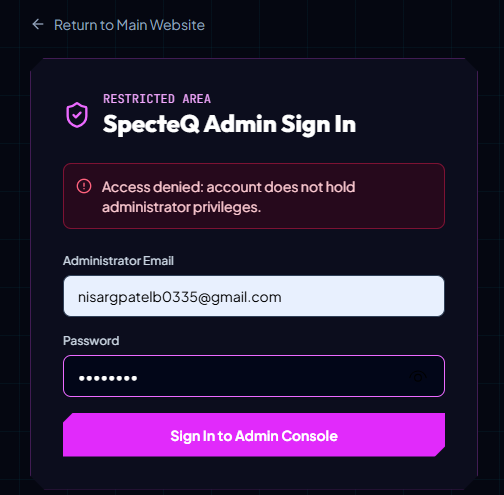 Return to Main Website
RESTRICTED AREA
SpecteQ Admin Sign In
Access denied: account does not hold
administrator privileges.
Administrator Email
nisargpatelb0335@gmail.com
Password
••••••••
Sign In to Admin Console